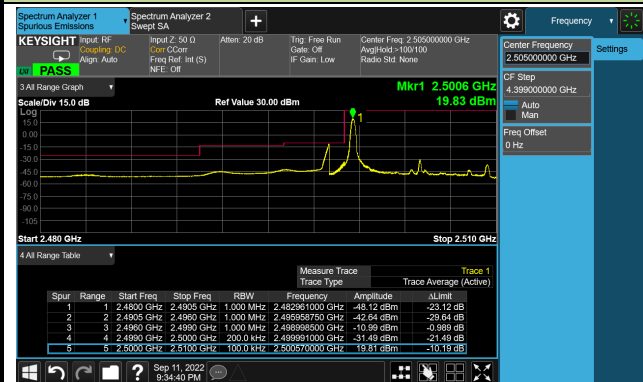 Spectrum Analyzer 1
Spurious Emissions
Spectrum Analyzer 2
Swept SA
Frequency
KEYSIGHT
Input: RF
Coupling: DC
Align: Auto
Input Z: 50 Ω
Corr CCorr
Freq Ref: Int (S)
NFE: Off
Atten: 20 dB
Trig: Free Run
Gate: Off
IF Gain: Low
Center Freq: 2.505000000 GHz
Avg|Hold:>100/100
Radio Std: None
PASS
Center Frequency
2.505000000 GHz
Settings
CF Step
4.399000000 GHz
Auto
Man
Freq Offset
0 Hz
3 All Range Graph
Mkr1 2.5006 GHz
Scale/Div 15.0 dB
Ref Value 30.00 dBm
19.83 dBm
Log
15.0
0.00
-15.0
-30.0
-45.0
-60.0
-75.0
-90.0
-105
1
Start 2.480 GHz
Stop 2.510 GHz
4 All Range Table
Measure Trace Trace 1
Trace Type Trace Average (Active)
Spur Range Start Freq Stop Freq RBW Frequency Amplitude ΔLimit
1 1 2.4800 GHz 2.4905 GHz 1.000 MHz 2.482961000 GHz -48.12 dBm -23.12 dB
2 2 2.4905 GHz 2.4960 GHz 1.000 MHz 2.495958750 GHz -42.64 dBm -29.64 dB
3 3 2.4960 GHz 2.4990 GHz 1.000 MHz 2.498998500 GHz -10.99 dBm -0.989 dB
4 4 2.4990 GHz 2.5000 GHz 200.0 kHz 2.499991000 GHz -31.49 dBm -21.49 dB
5 5 2.5000 GHz 2.5100 GHz 100.0 kHz 2.500570000 GHz 19.81 dBm -10.19 dB
Sep 11, 2022
9:34:40 PM